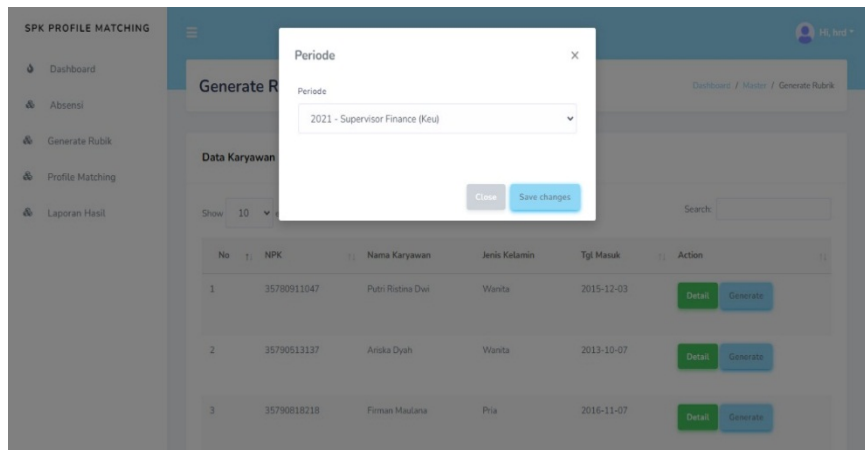 SPK PROFILE MATCHING
Hi, hrd
Dashboard
Absensi
Generate Rubik
Profile Matching
Laporan Hasil
Periode
×
Periode
2021 - Supervisor Finance (Keu)
Close Save changes
Generate R
Dashboard / Master / Generate Rubrik
Data Karyawan
Show 10 e
Search:
No NPK Nama Karyawan Jenis Kelamin Tgl Masuk Action
1 35780911047 Putri Ristina Dwi Wanita 2015-12-03 Detail Generate
2 35790513137 Ariska Dyah Wanita 2013-10-07 Detail Generate
3 35790818218 Firman Maulana Pria 2016-11-07 Detail Generate